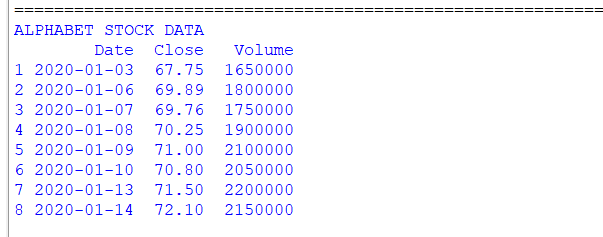 ============================================================
ALPHABET STOCK DATA
        Date  Close   Volume
1 2020-01-03  67.75  1650000
2 2020-01-06  69.89  1800000
3 2020-01-07  69.76  1750000
4 2020-01-08  70.25  1900000
5 2020-01-09  71.00  2100000
6 2020-01-10  70.80  2050000
7 2020-01-13  71.50  2200000
8 2020-01-14  72.10  2150000